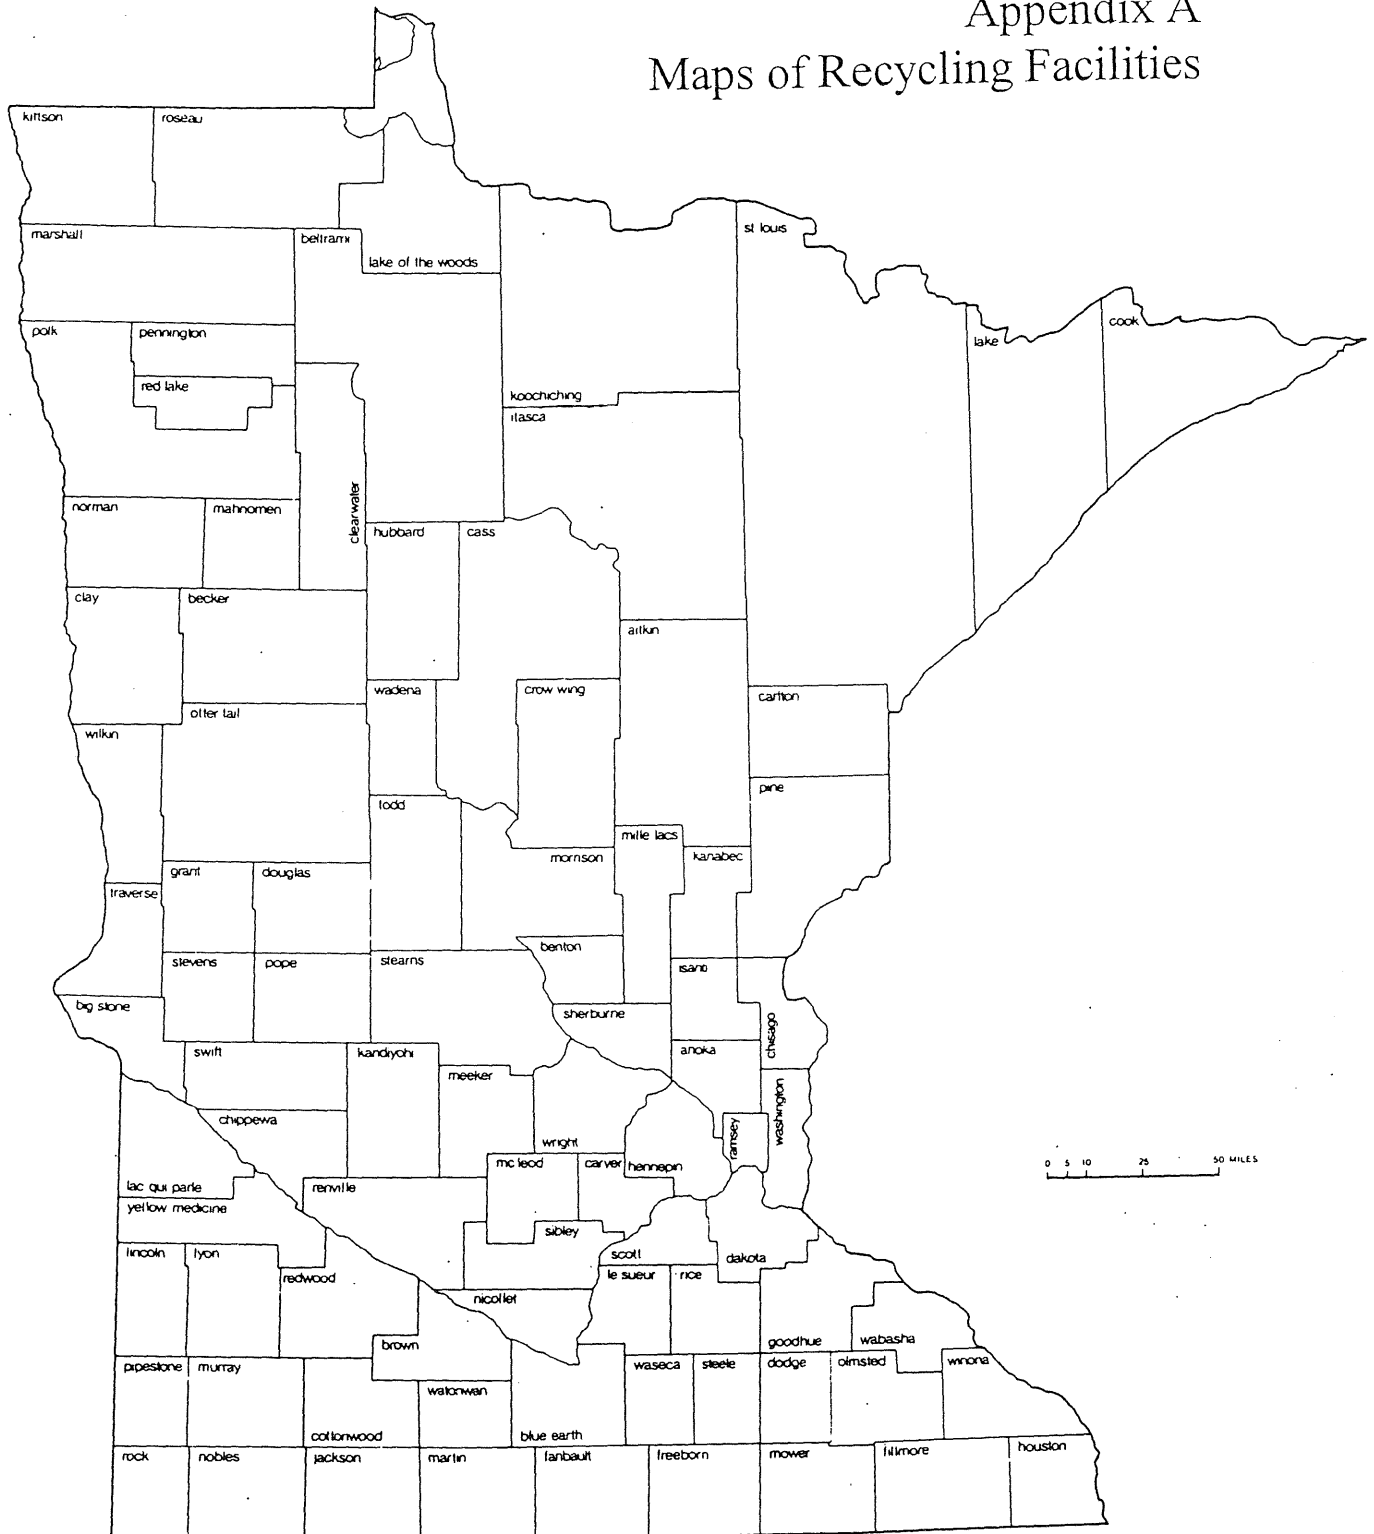 Appendix A
Maps of Recycling Facilities
kittson
roseau
marshall
beltrami
lake of the woods
st louis
polk
pennington
red lake
koochiching
itasca
lake
cook
norman
mahnomen
clearwater
hubbard
cass
clay
becker
aitkin
wadena
crow wing
carlton
otter tail
wilkin
todd
pine
mille lacs
morrison
kanabec
grant
douglas
traverse
benton
stevens
pope
stearns
isanti
big stone
sherburne
chisago
swift
kandiyohi
anoka
meeker
washington
chippewa
ramsey
wright
mc leod
carver
hennepin
lac qui parle
renville
yellow medicine
sibley
lincoln
lyon
scott
dakota
redwood
le sueur
rice
nicollet
brown
goodhue
wabasha
pipestone
murray
waseca
steele
dodge
olmsted
winona
watonwan
cottonwood
blue earth
rock
nobles
jackson
martin
fanbault
freeborn
mower
fillmore
houston
0 5 10 25 50 MILES